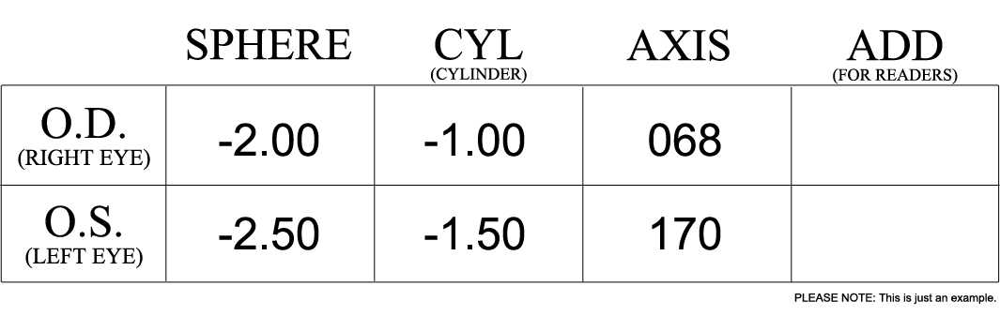 SPHERE CYL AXIS ADD
(CYLINDER) (FOR READERS)
O.D. -2.00 -1.00 068
(RIGHT EYE)
O.S. -2.50 -1.50 170
(LEFT EYE)
PLEASE NOTE: This is just an example.